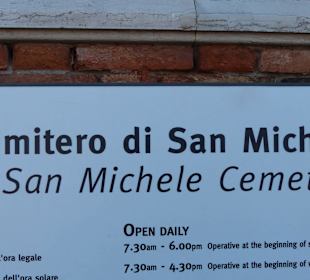 mitero di San Mich
San Michele Cemet
OPEN DAILY
7.30am - 6.00pm Operative at the beginning of s
l'ora legale
7.30am - 4.30pm Operative at the beginning of w
dell'ora solare